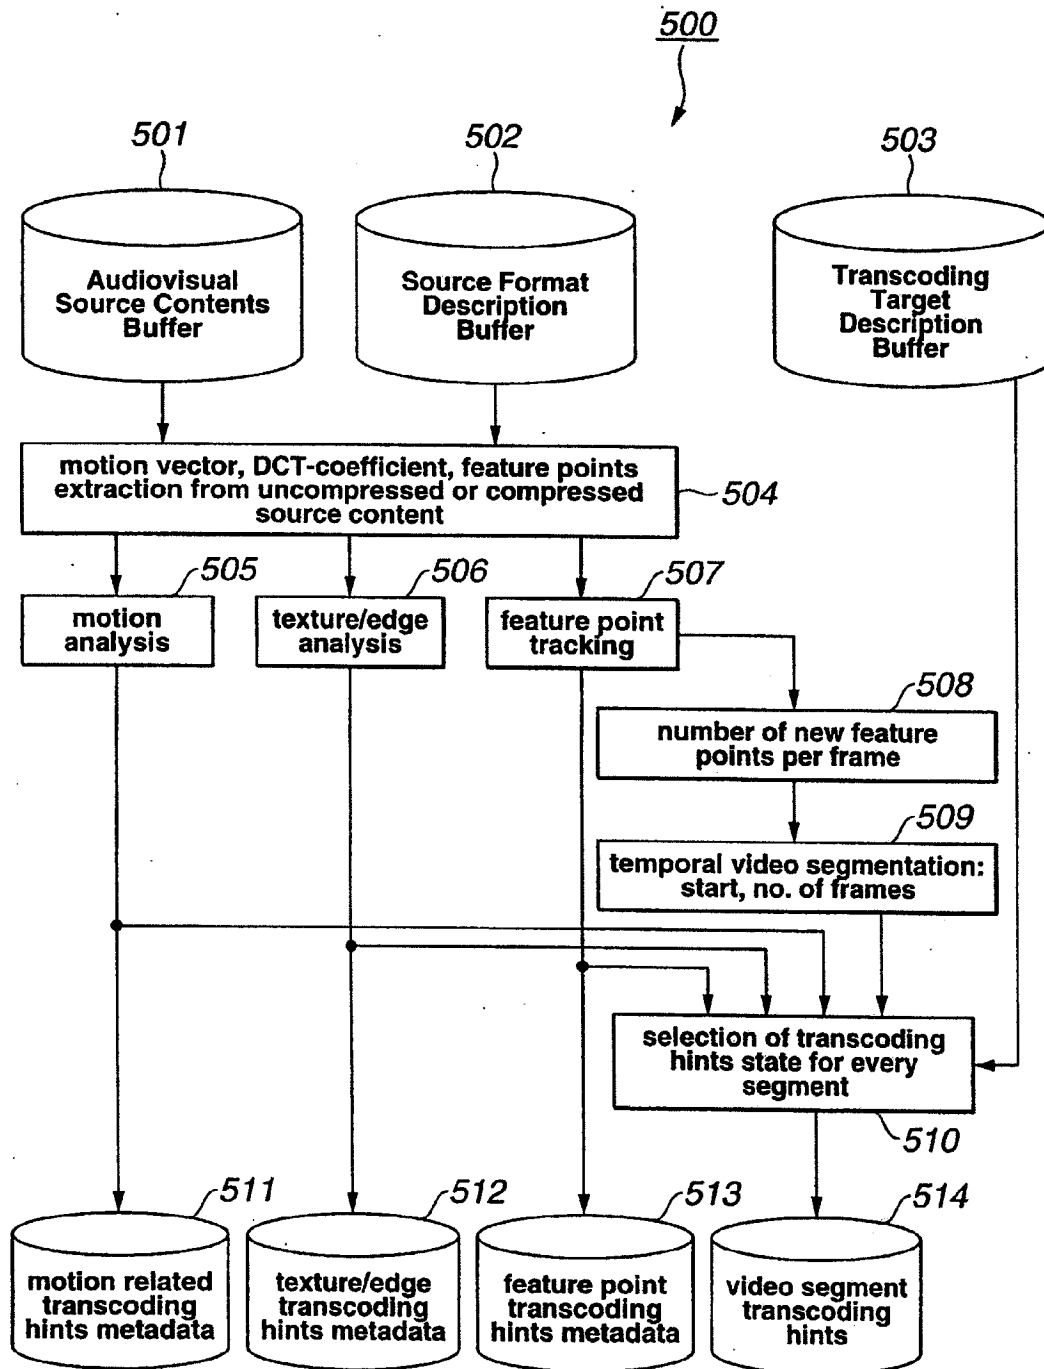 500
501
502
503
Audiovisual
Source Contents
Buffer
Source Format
Description
Buffer
Transcoding
Target
Description
Buffer
motion vector, DCT-coefficient, feature points
extraction from uncompressed or compressed
source content
504
505
506
507
motion
analysis
texture/edge
analysis
feature point
tracking
508
number of new feature
points per frame
509
temporal video segmentation:
start, no. of frames
selection of transcoding
hints state for every
segment
510
511
512
513
514
motion related
transcoding
hints metadata
texture/edge
transcoding
hints metadata
feature point
transcoding
hints metadata
video segment
transcoding
hints